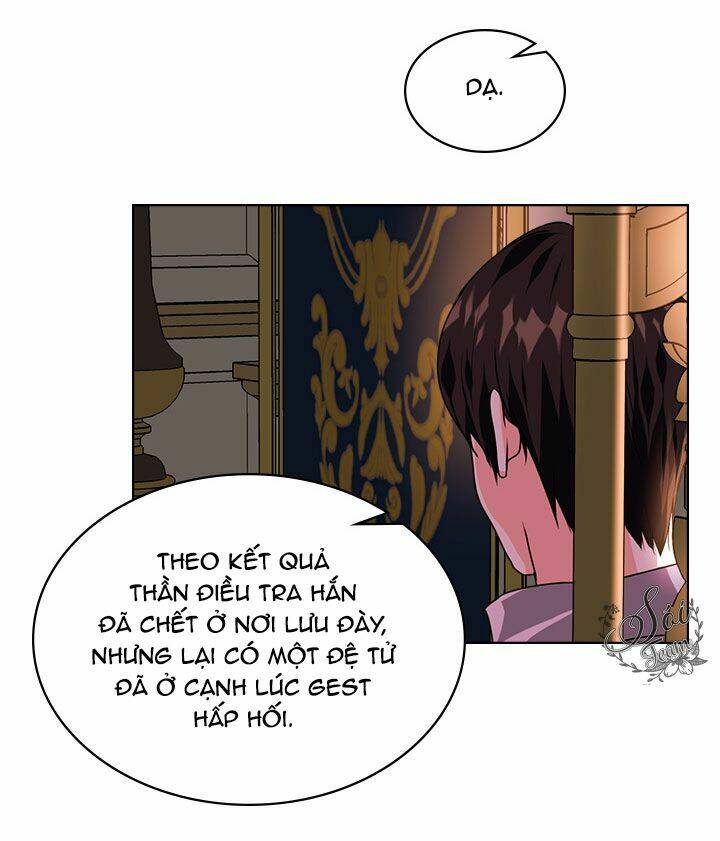 DẠ.
THEO KẾT QUẢ
THẦN ĐIỀU TRA HẮN
ĐÃ CHẾT Ở NƠI LƯU ĐÀY,
NHƯNG LẠI CÓ MỘT ĐỆ TỬ
ĐÃ Ở CẠNH LÚC GEST
HẤP HỐI.
Sói
Team